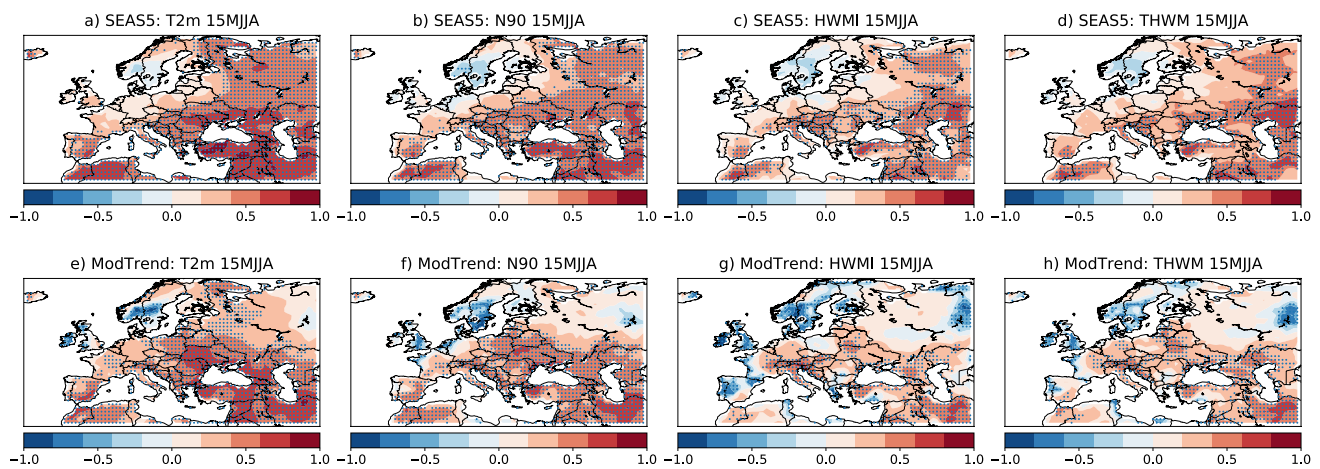 a) SEAS5: T2m 15MJJA
b) SEAS5: N90 15MJJA
c) SEAS5: HWMI 15MJJA
d) SEAS5: THWM 15MJJA
−1.0 −0.5 0.0 0.5 1.0
−1.0 −0.5 0.0 0.5 1.0
−1.0 −0.5 0.0 0.5 1.0
−1.0 −0.5 0.0 0.5 1.0
e) ModTrend: T2m 15MJJA
f) ModTrend: N90 15MJJA
g) ModTrend: HWMI 15MJJA
h) ModTrend: THWM 15MJJA
−1.0 −0.5 0.0 0.5 1.0
−1.0 −0.5 0.0 0.5 1.0
−1.0 −0.5 0.0 0.5 1.0
−1.0 −0.5 0.0 0.5 1.0